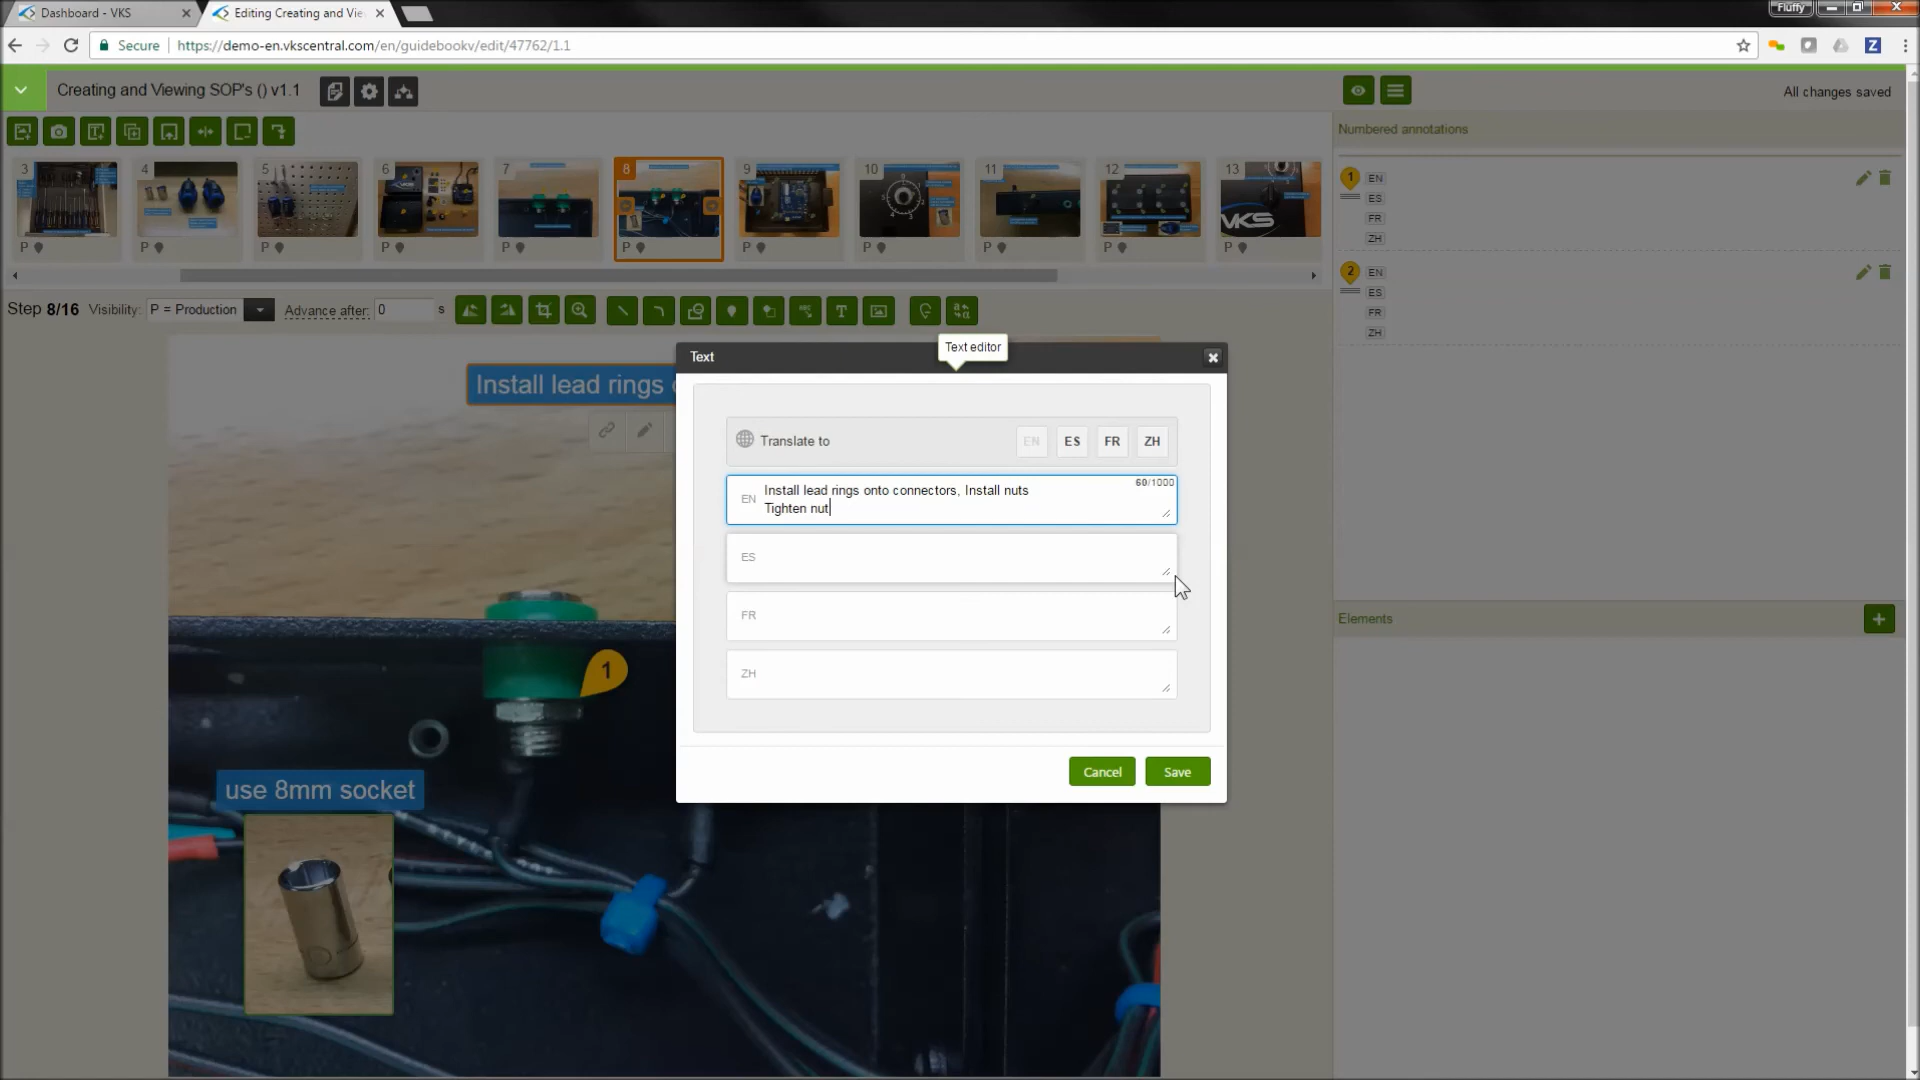 Dashboard - VKS
Editing Creating and Vie
Fluffy
Secure
https://demo-en.vkscentral.com/en/guidebookv/edit/47762/1.1
Z
Creating and Viewing SOP's () v1.1
All changes saved
Numbered annotations
3
4
5
6
7
8
9
10
11
12
13
VKS
P
P
P
P
P
P
P
P
P
P
P
1 EN
ES
FR
ZH
2 EN
ES
FR
ZH
Step 8/16 Visibility: P = Production Advance after: 0 s
T
Text editor
Text
Install lead rings
Translate to EN ES FR ZH
60/1000
EN Install lead rings onto connectors, Install nuts
Tighten nut
ES
FR
ZH
Cancel Save
Elements
1
use 8mm socket